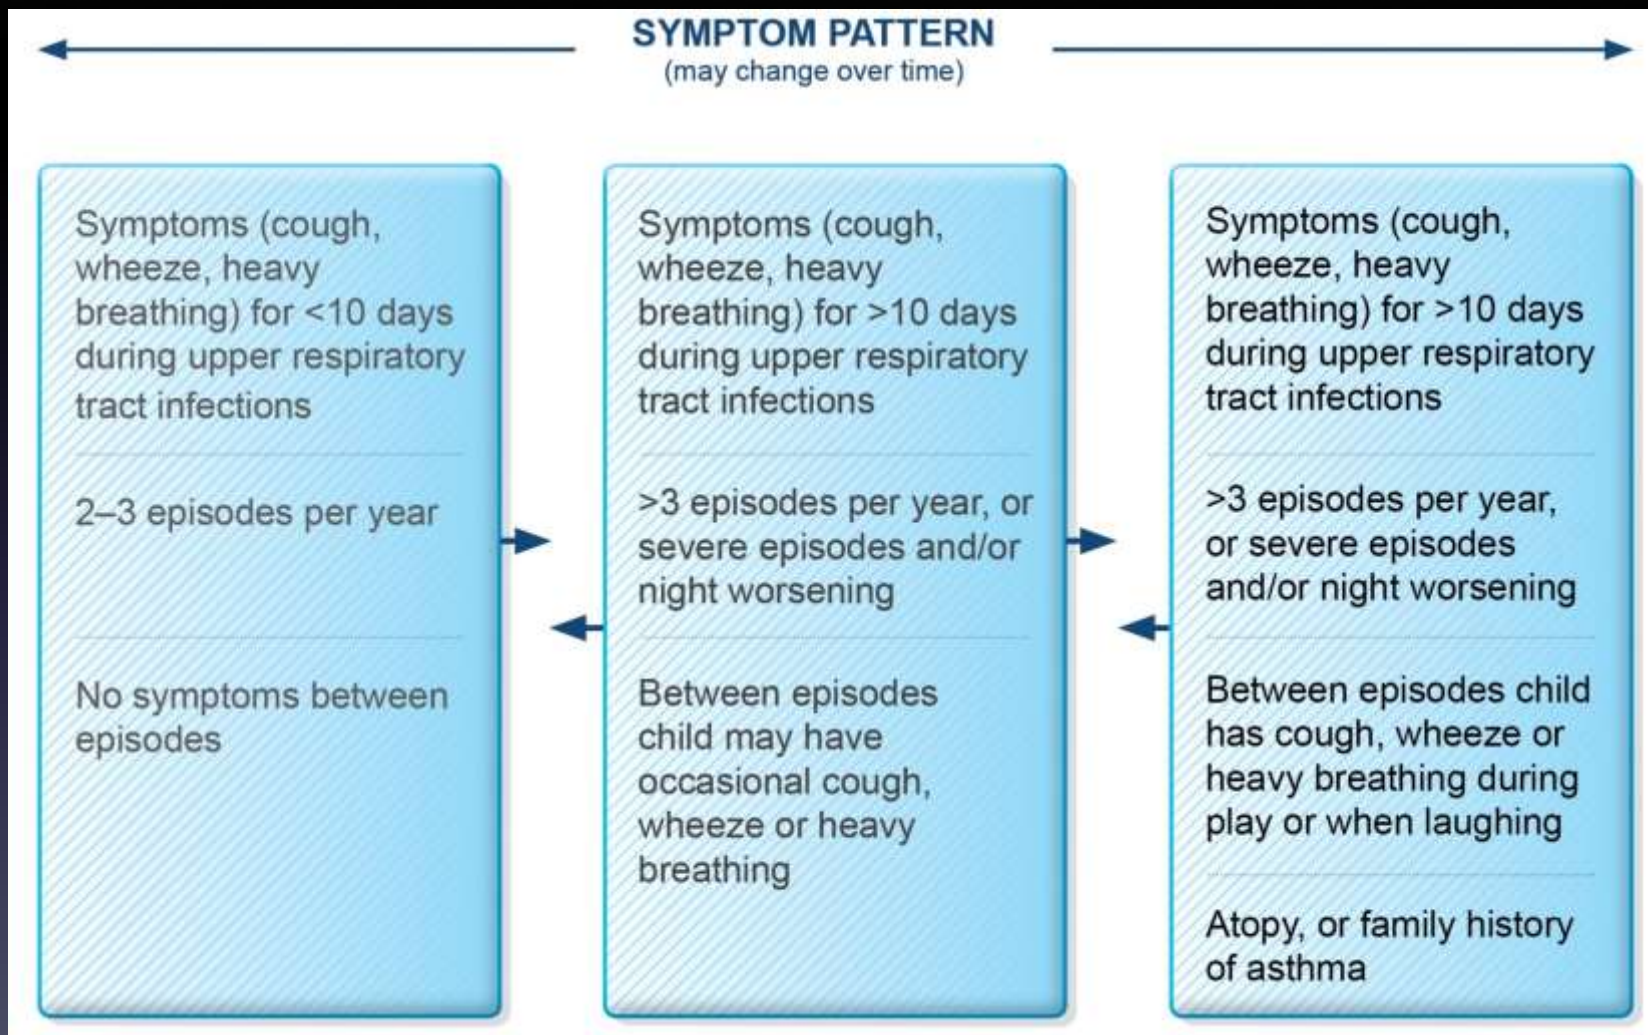 SYMPTOM PATTERN
(may change over time)
Symptoms (cough,
wheeze, heavy
breathing) for <10 days
during upper respiratory
tract infections
2–3 episodes per year
No symptoms between
episodes
Symptoms (cough,
wheeze, heavy
breathing) for >10 days
during upper respiratory
tract infections
>3 episodes per year, or
severe episodes and/or
night worsening
Between episodes
child may have
occasional cough,
wheeze or heavy
breathing
Symptoms (cough,
wheeze, heavy
breathing) for >10 days
during upper respiratory
tract infections
>3 episodes per year,
or severe episodes
and/or night worsening
Between episodes child
has cough, wheeze or
heavy breathing during
play or when laughing
Atopy, or family history
of asthma